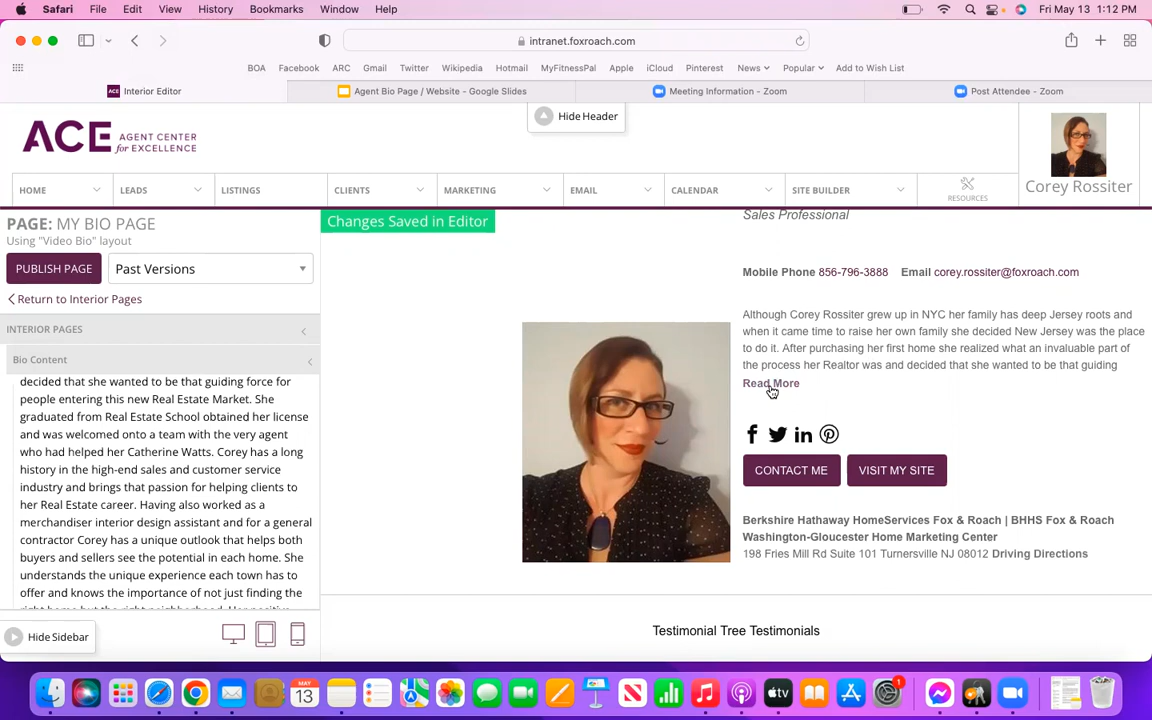 Safari File Edit View History Bookmarks Window Help Fri May 13 1:12 PM
intranet.foxroach.com
BOA Facebook ARC Gmail Twitter Wikipedia Hotmail MyFitnessPal Apple iCloud Pinterest News Popular Add to Wish List
ACE Interior Editor Agent Bio Page / Website - Google Slides Meeting Information - Zoom Post Attendee - Zoom
Hide Header
ACE AGENT CENTER
for EXCELLENCE
Corey Rossiter
HOME LEADS LISTINGS CLIENTS MARKETING EMAIL CALENDAR SITE BUILDER RESOURCES
PAGE: MY BIO PAGE
Using "Video Bio" layout
PUBLISH PAGE Past Versions
Return to Interior Pages
INTERIOR PAGES
Bio Content
decided that she wanted to be that guiding force for
people entering this new Real Estate Market. She
graduated from Real Estate School obtained her license
and was welcomed onto a team with the very agent
who had helped her Catherine Watts. Corey has a long
history in the high-end sales and customer service
industry and brings that passion for helping clients to
her Real Estate career. Having also worked as a
merchandiser interior design assistant and for a general
contractor Corey has a unique outlook that helps both
buyers and sellers see the potential in each home. She
understands the unique experience each town has to
offer and knows the importance of not just finding the
right home but the right neighborhood. Her positive
Hide Sidebar
Changes Saved in Editor
Sales Professional
Mobile Phone 856-796-3888 Email corey.rossiter@foxroach.com
Although Corey Rossiter grew up in NYC her family has deep Jersey roots and
when it came time to raise her own family she decided New Jersey was the place
to do it. After purchasing her first home she realized what an invaluable part of
the process her Realtor was and decided that she wanted to be that guiding
Read More
CONTACT ME VISIT MY SITE
Berkshire Hathaway HomeServices Fox & Roach | BHHS Fox & Roach
Washington-Gloucester Home Marketing Center
198 Fries Mill Rd Suite 101 Turnersville NJ 08012 Driving Directions
Testimonial Tree Testimonials
MAY
13
tv
1